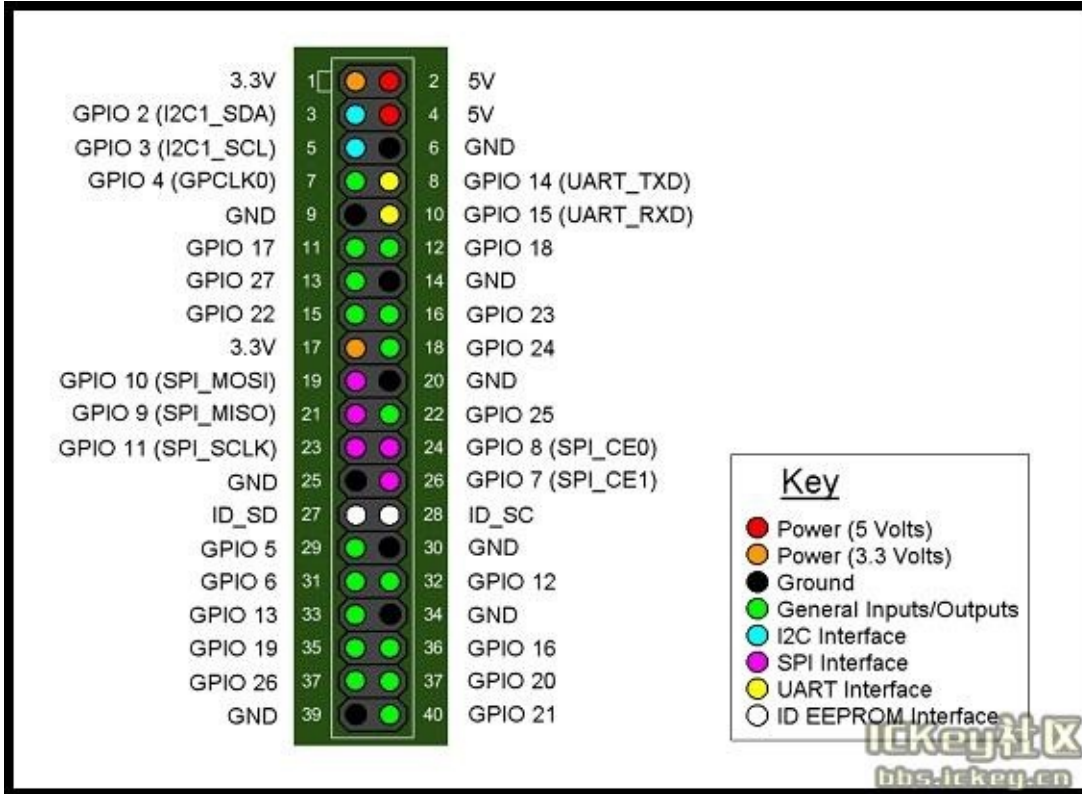 3.3V 1 2 5V
GPIO 2 (I2C1_SDA) 3 4 5V
GPIO 3 (I2C1_SCL) 5 6 GND
GPIO 4 (GPCLK0) 7 8 GPIO 14 (UART_TXD)
GND 9 10 GPIO 15 (UART_RXD)
GPIO 17 11 12 GPIO 18
GPIO 27 13 14 GND
GPIO 22 15 16 GPIO 23
3.3V 17 18 GPIO 24
GPIO 10 (SPI_MOSI) 19 20 GND
GPIO 9 (SPI_MISO) 21 22 GPIO 25
GPIO 11 (SPI_SCLK) 23 24 GPIO 8 (SPI_CE0)
GND 25 26 GPIO 7 (SPI_CE1)
ID_SD 27 28 ID_SC
GPIO 5 29 30 GND
GPIO 6 31 32 GPIO 12
GPIO 13 33 34 GND
GPIO 19 35 36 GPIO 16
GPIO 26 37 37 GPIO 20
GND 39 40 GPIO 21
Key
Power (5 Volts)
Power (3.3 Volts)
Ground
General Inputs/Outputs
I2C Interface
SPI Interface
UART Interface
ID EEPROM Interface
ICKey社区
bbs.ickey.cn